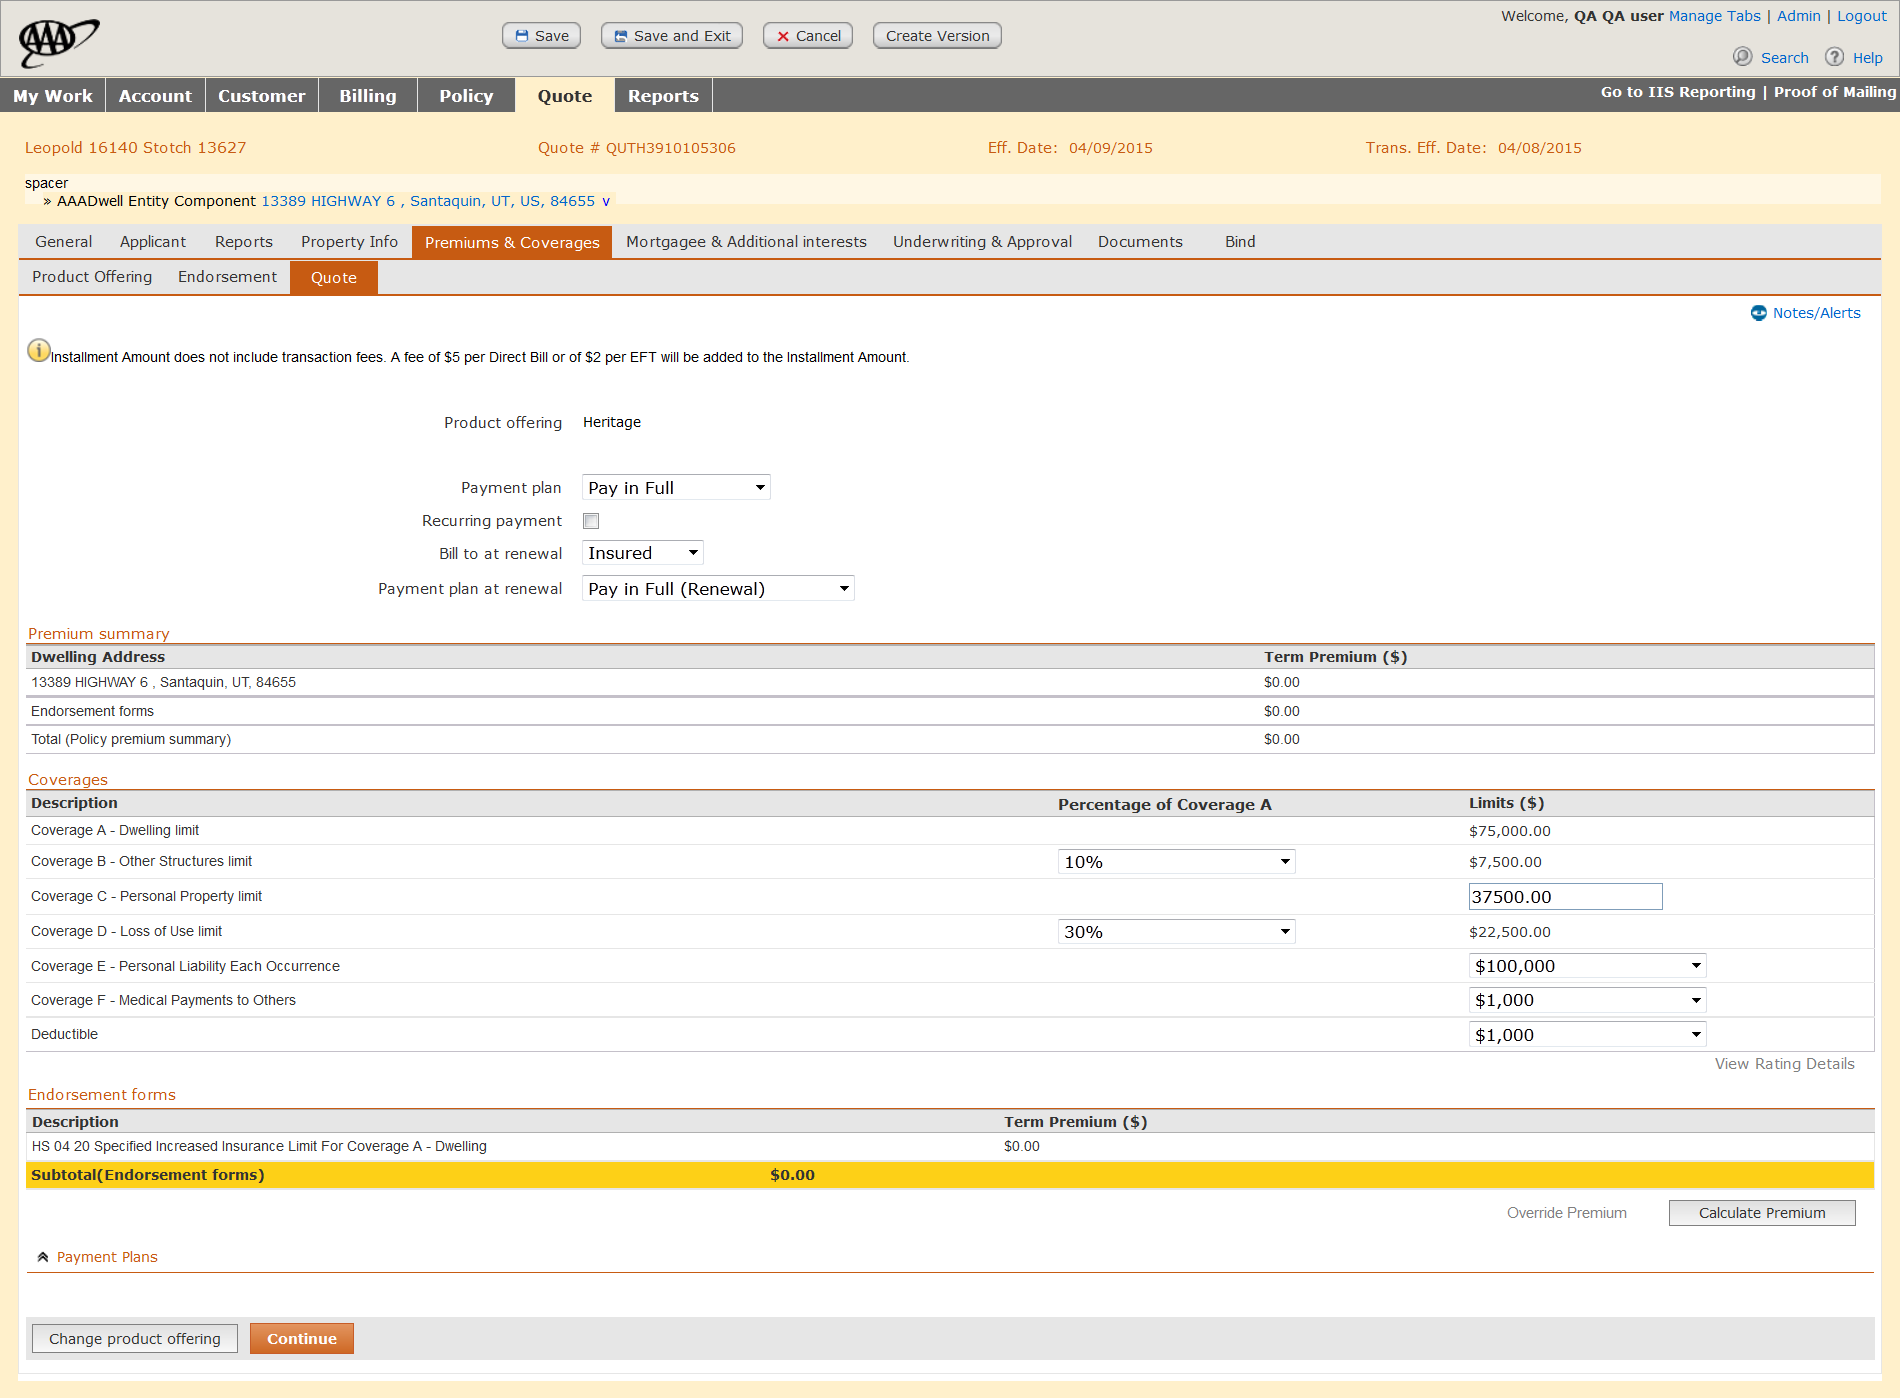 AAA
Save
Save and Exit
Cancel
Create Version
Welcome, QA QA user Manage Tabs | Admin | Logout
Search
Help
My Work
Account
Customer
Billing
Policy
Quote
Reports
Go to IIS Reporting | Proof of Mailing
Leopold 16140 Stotch 13627
Quote # QUTH3910105306
Eff. Date: 04/09/2015
Trans. Eff. Date: 04/08/2015
spacer
» AAADwell Entity Component 13389 HIGHWAY 6 , Santaquin, UT, US, 84655 v
General
Applicant
Reports
Property Info
Premiums & Coverages
Mortgagee & Additional interests
Underwriting & Approval
Documents
Bind
Product Offering
Endorsement
Quote
Notes/Alerts
Installment Amount does not include transaction fees. A fee of $5 per Direct Bill or of $2 per EFT will be added to the Installment Amount.
Product offering Heritage
Payment plan Pay in Full
Recurring payment
Bill to at renewal Insured
Payment plan at renewal Pay in Full (Renewal)
Premium summary
Dwelling Address Term Premium ($)
13389 HIGHWAY 6 , Santaquin, UT, 84655 $0.00
Endorsement forms $0.00
Total (Policy premium summary) $0.00
Coverages
Description Percentage of Coverage A Limits ($)
Coverage A - Dwelling limit $75,000.00
Coverage B - Other Structures limit 10% $7,500.00
Coverage C - Personal Property limit 37500.00
Coverage D - Loss of Use limit 30% $22,500.00
Coverage E - Personal Liability Each Occurrence $100,000
Coverage F - Medical Payments to Others $1,000
Deductible $1,000
View Rating Details
Endorsement forms
Description Term Premium ($)
HS 04 20 Specified Increased Insurance Limit For Coverage A - Dwelling $0.00
Subtotal(Endorsement forms) $0.00
Override Premium
Calculate Premium
Payment Plans
Change product offering
Continue